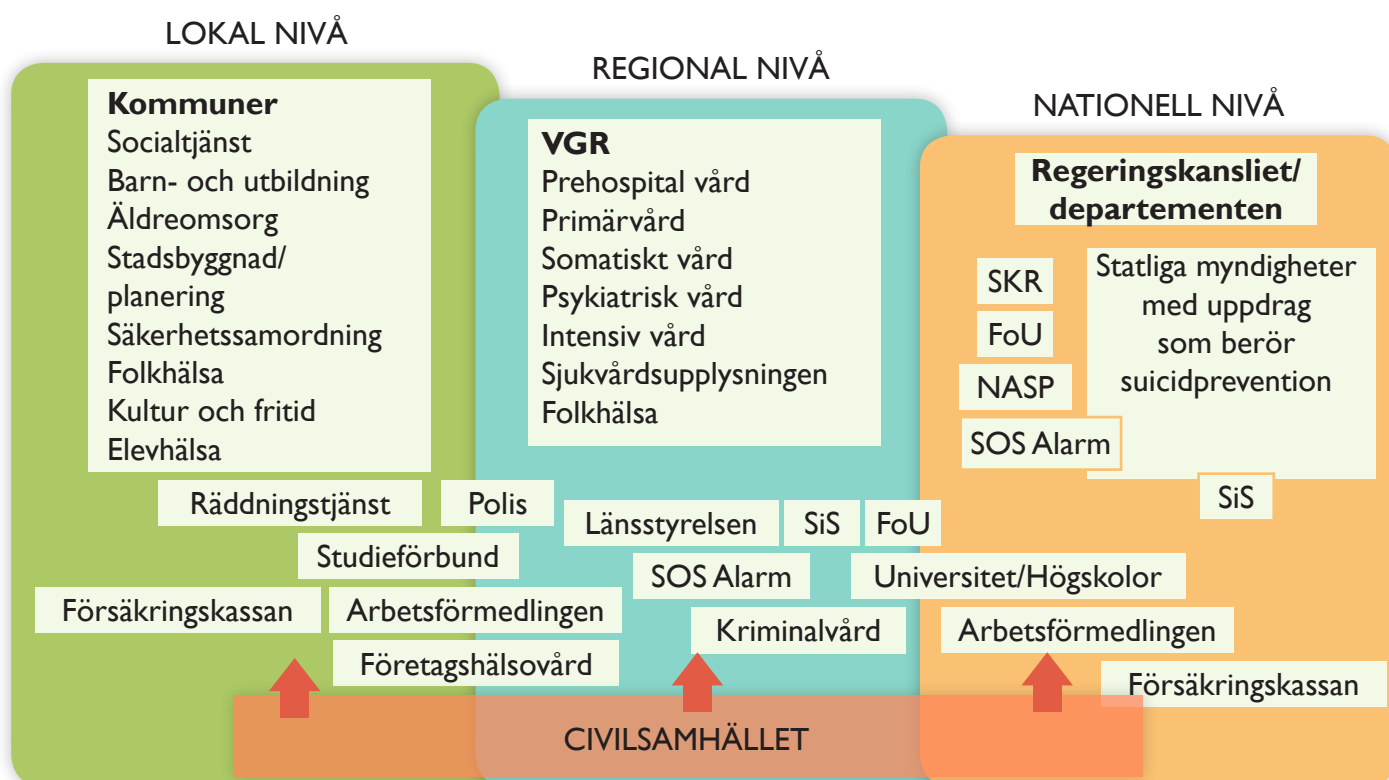 LOKAL NIVÅ
Kommuner
Socialtjänst
Barn- och utbildning
Äldreomsorg
Stadsbyggnad/
planering
Säkerhetssamordning
Folkhälsa
Kultur och fritid
Elevhälsa
REGIONAL NIVÅ
VGR
Prehospital vård
Primärvård
Somatiskt vård
Psykiatrisk vård
Intensiv vård
Sjukvårdsupplysningen
Folkhälsa
NATIONELL NIVÅ
Regeringskansliet/
departementen
SKR
FoU
NASP
SOS Alarm
Statliga myndigheter
med uppdrag
som berör
suicidprevention
SiS
Räddningstjänst
Polis
Studieförbund
Försäkringskassan
Arbetsförmedlingen
Företagshälsovård
Länsstyrelsen
SiS
FoU
SOS Alarm
Universitet/Högskolor
Kriminalvård
Arbetsförmedlingen
Försäkringskassan
CIVILSAMHÄLLET